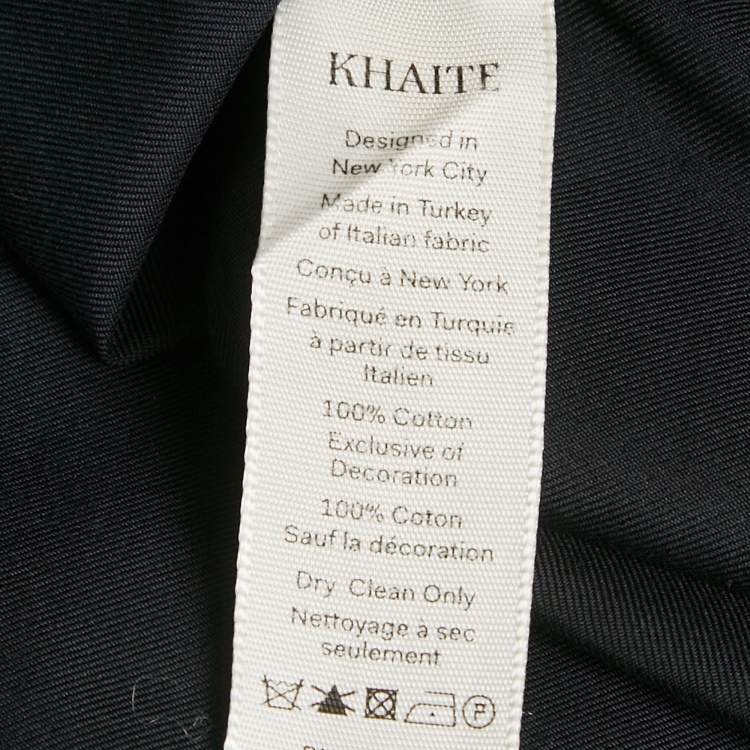 KHAITE
Designed in
New York City
Made in Turkey
of Italian fabric
Conçu à New York
Fabriqué en Turquie
à partir de tissu
Italien
100% Cotton
Exclusive of
Decoration
100% Coton
Sauf la décoration
Dry Clean Only
Nettoyage à sec
seulement
F